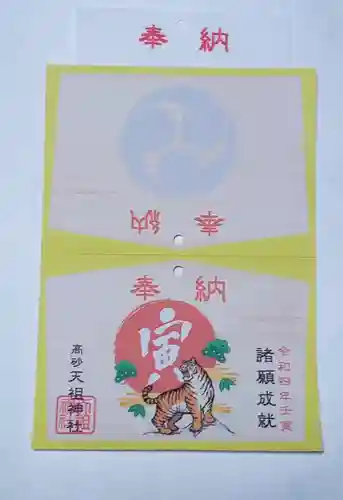 奉納
奉納
奉納
寅
令和四年壬寅
諸願成就
高砂天祖神社